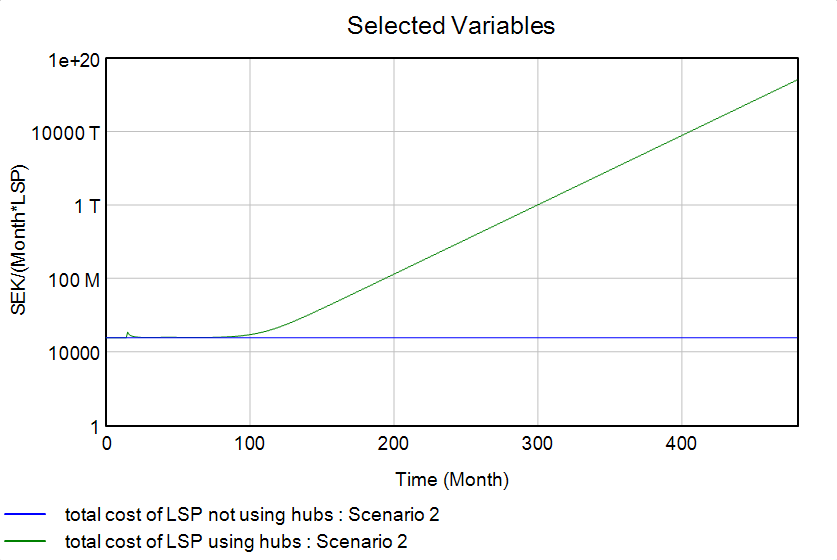 Selected Variables
1e+20
10000 T
1 T
100 M
10000
1
SEK/(Month*LSP)
0 100 200 300 400
Time (Month)
total cost of LSP not using hubs : Scenario 2
total cost of LSP using hubs : Scenario 2